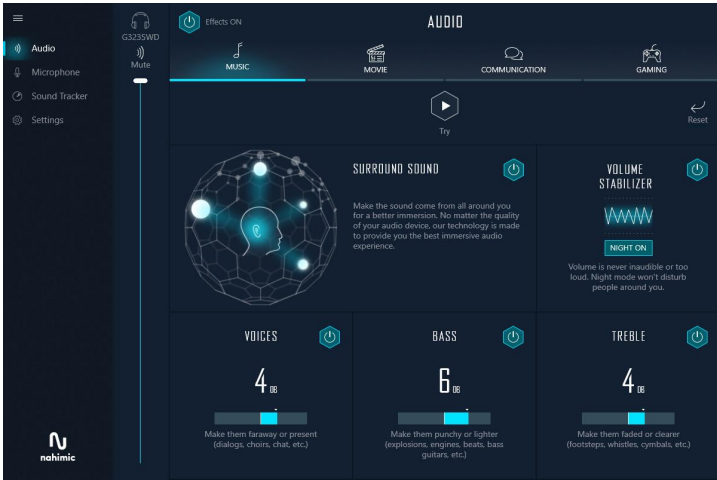 Audio
Microphone
Sound Tracker
Settings
nahimic
G3235WD
Mute
Effects ON
AUDIO
MUSIC
MOVIE
COMMUNICATION
GAMING
Try
Reset
SURROUND SOUND
Make the sound come from all around you
for a better immersion. No matter the quality
of your audio device, our technology is made
to provide you the best immersive audio
experience.
VOLUME
STABILIZER
NIGHT ON
Volume is never inaudible or too
loud. Night mode won't disturb
people around you.
VOICES
4 DB
Make them faraway or present
(dialogs, choirs, chat, etc.)
BASS
6 DB
Make them punchy or lighter
(explosions, engines, beats, bass
guitars, etc.)
TREBLE
4 DB
Make them faded or clearer
(footsteps, whistles, cymbals, etc.)